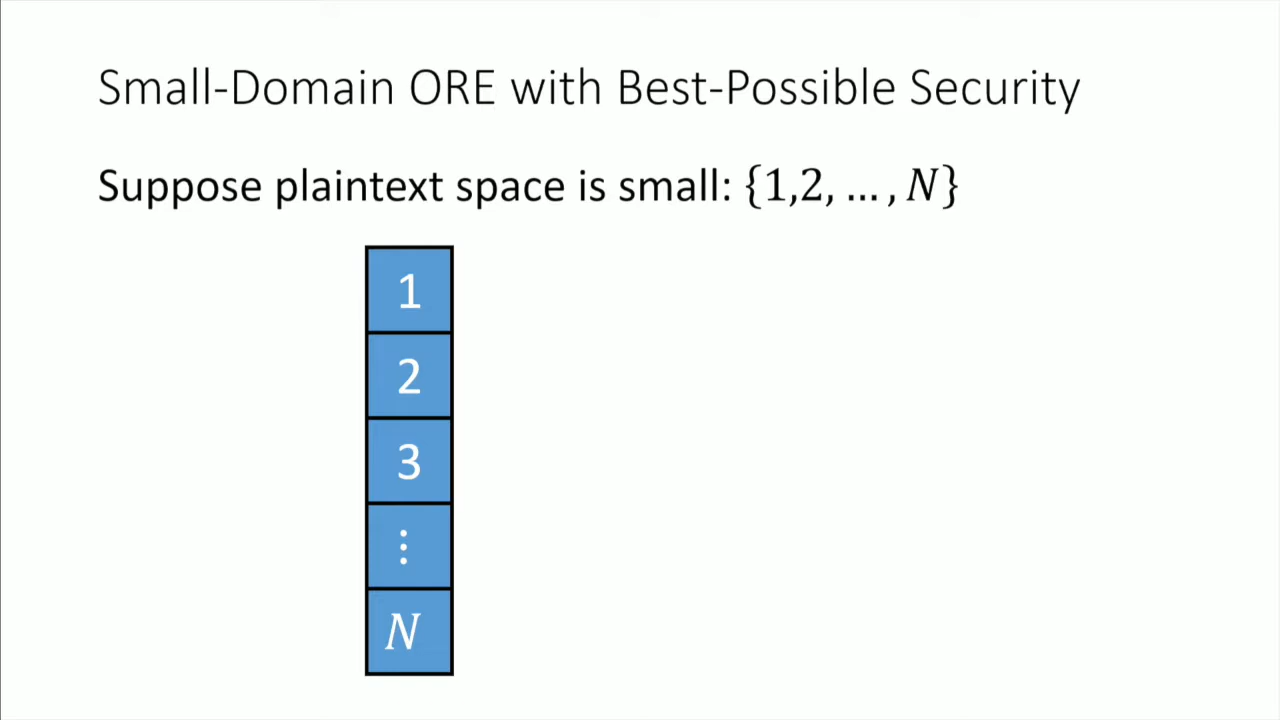 Small-Domain ORE with Best-Possible Security
Suppose plaintext space is small: {1,2, … , N}
1
2
3
⋮
N